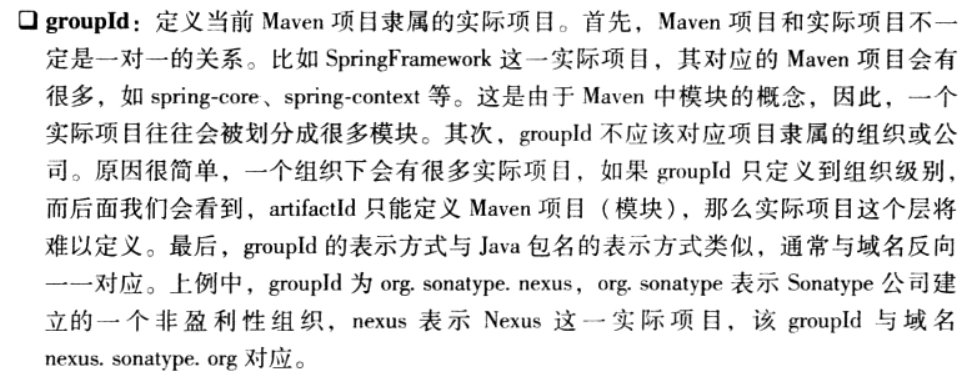 ❑ groupId：定义当前 Maven 项目隶属的实际项目。首先，Maven 项目和实际项目不一
定是一对一的关系。比如 SpringFramework 这一实际项目，其对应的 Maven 项目会有
很多，如 spring-core、spring-context 等。这是由于 Maven 中模块的概念，因此，一个
实际项目往往会被划分成很多模块。其次，groupId 不应该对应项目隶属的组织或公
司。原因很简单，一个组织下会有很多实际项目，如果 groupId 只定义到组织级别，
而后面我们会看到，artifactId 只能定义 Maven 项目（模块），那么实际项目这个层将
难以定义。最后，groupId 的表示方式与 Java 包名的表示方式类似，通常与域名反向
一一对应。上例中，groupId 为 org. sonatype. nexus，org. sonatype 表示 Sonatype 公司建
立的一个非盈利性组织，nexus 表示 Nexus 这一实际项目，该 groupId 与域名
nexus. sonatype. org 对应。